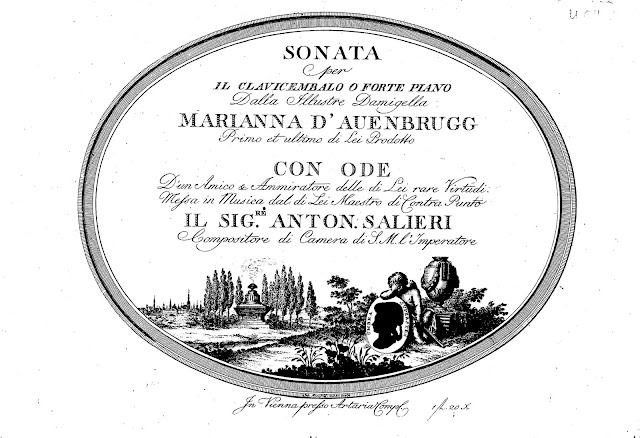 SONATA
per
IL CLAVICEMBALO O FORTE PIANO
Dalla Illustre Damigella
MARIANNA D'AUENBRUGG
Primo et ultimo di Lei Prodotto
CON ODE
D'un Amico & Ammiratore delle di Lei rare Virtudi.
Meſsa in Musica dal di Lei Maestro di Contra Punto
IL SIG.RE ANTON. SALIERI
Compositore di Camera di S.M. l'Imperatore
In Vienna preſso Artaria Comp. 1 fl. 20 X